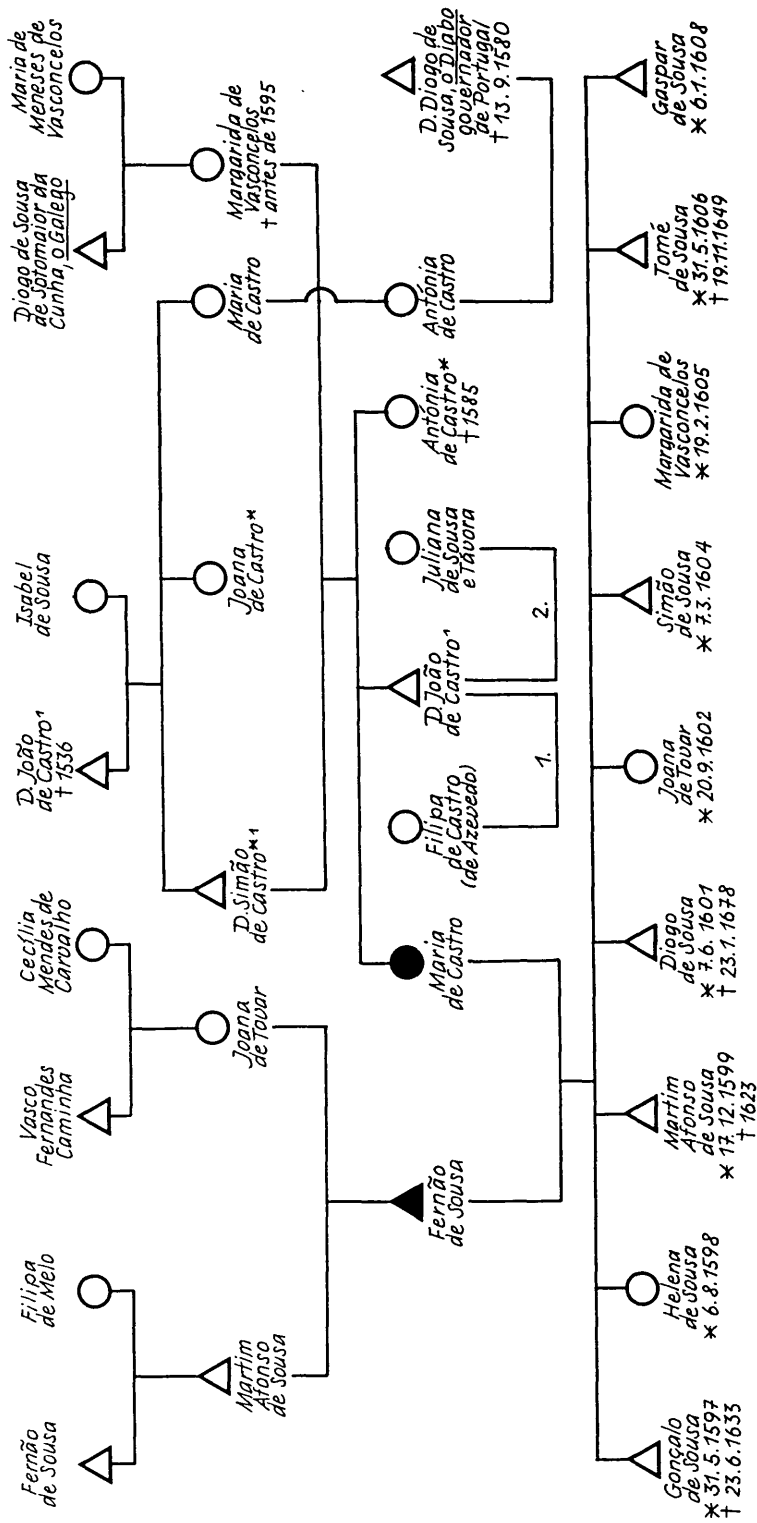 Fernão
de Sousa
Filipa
de Melo
Vasco
Fernandes
Caminha
Cecília
Mendes de
Carvalho
D. João
de Castro¹
† 1536
Isabel
de Sousa
Diogo de Sousa
de Sotomaior da
Cunha, o Galego
Maria de
Meneses de
Vasconcelos
Martim
Afonso
de Sousa
Joana
de Tovar
D. Simão
de Castro*¹
Joana
de Castro*
Maria
de Castro
Margarida de
Vasconcelos
† antes de 1595
Fernão
de Sousa
Maria
de Castro
Filipa
de Castro
(de Azevedo)
D. João
de Castro¹
Juliana
de Sousa
e Távora
Antónia
de Castro*
† 1585
Antónia
de Castro
D. Diogo de
Sousa, o Diabo
governador
de Portugal
† 13.9.1580
1.
2.
Gonçalo
de Sousa
* 31.5.1597
† 23.6.1633
Helena
de Sousa
* 6.8.1598
Martim
Afonso
de Sousa
* 17.12.1599
† 1623
Diogo
de Sousa
* 7.6.1601
† 23.1.1678
Joana
de Tovar
* 20.9.1602
Simão
de Sousa
* 7.3.1604
Margarida de
Vasconcelos
* 19.2.1605
Tomé
de Sousa
* 31.5.1606
† 19.11.1649
Gaspar
de Sousa
* 6.1.1608